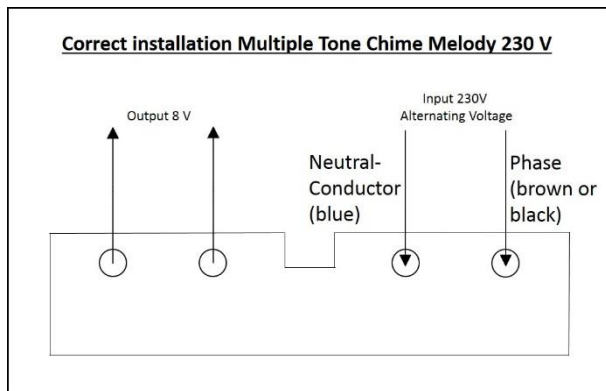 Correct installation Multiple Tone Chime Melody 230 V
Output 8 V
Input 230V
Alternating Voltage
Neutral-
Conductor
(blue)
Phase
(brown or
black)